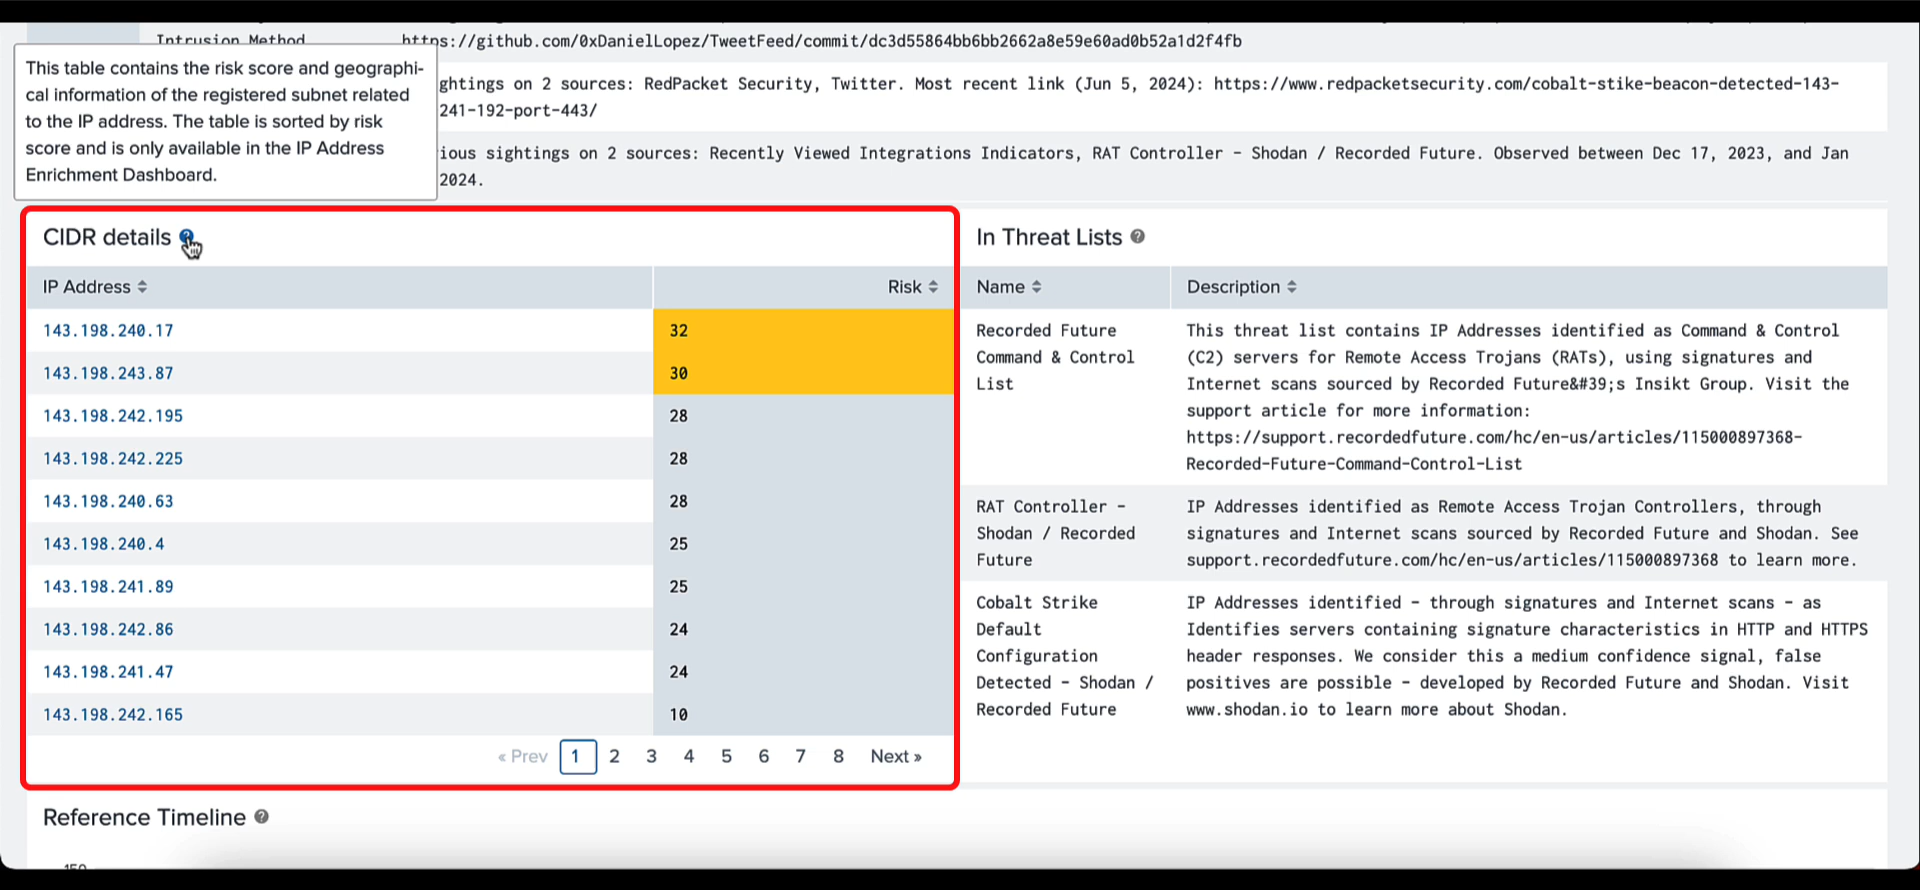 Intrusion Method
https://github.com/0xDanielLopez/TweetFeed/commit/dc3d55864bb6bb2662a8e59e60ad0b52a1d2f4fb
This table contains the risk score and geographi-
cal information of the registered subnet related
to the IP address. The table is sorted by risk
score and is only available in the IP Address
Enrichment Dashboard.
ghtings on 2 sources: RedPacket Security, Twitter. Most recent link (Jun 5, 2024): https://www.redpacketsecurity.com/cobalt-stike-beacon-detected-143-
241-192-port-443/
ious sightings on 2 sources: Recently Viewed Integrations Indicators, RAT Controller - Shodan / Recorded Future. Observed between Dec 17, 2023, and Jan
2024.
CIDR details
IP Address Risk
143.198.240.17 32
143.198.243.87 30
143.198.242.195 28
143.198.242.225 28
143.198.240.63 28
143.198.240.4 25
143.198.241.89 25
143.198.242.86 24
143.198.241.47 24
143.198.242.165 10
« Prev 1 2 3 4 5 6 7 8 Next »
In Threat Lists
Name Description
Recorded Future
Command & Control
List
This threat list contains IP Addresses identified as Command & Control
(C2) servers for Remote Access Trojans (RATs), using signatures and
Internet scans sourced by Recorded Future&#39;s Insikt Group. Visit the
support article for more information:
https://support.recordedfuture.com/hc/en-us/articles/115000897368-
Recorded-Future-Command-Control-List
RAT Controller -
Shodan / Recorded
Future
IP Addresses identified as Remote Access Trojan Controllers, through
signatures and Internet scans sourced by Recorded Future and Shodan. See
support.recordedfuture.com/hc/en-us/articles/115000897368 to learn more.
Cobalt Strike
Default
Configuration
Detected - Shodan /
Recorded Future
IP Addresses identified - through signatures and Internet scans - as
Identifies servers containing signature characteristics in HTTP and HTTPS
header responses. We consider this a medium confidence signal, false
positives are possible - developed by Recorded Future and Shodan. Visit
www.shodan.io to learn more about Shodan.
Reference Timeline
150